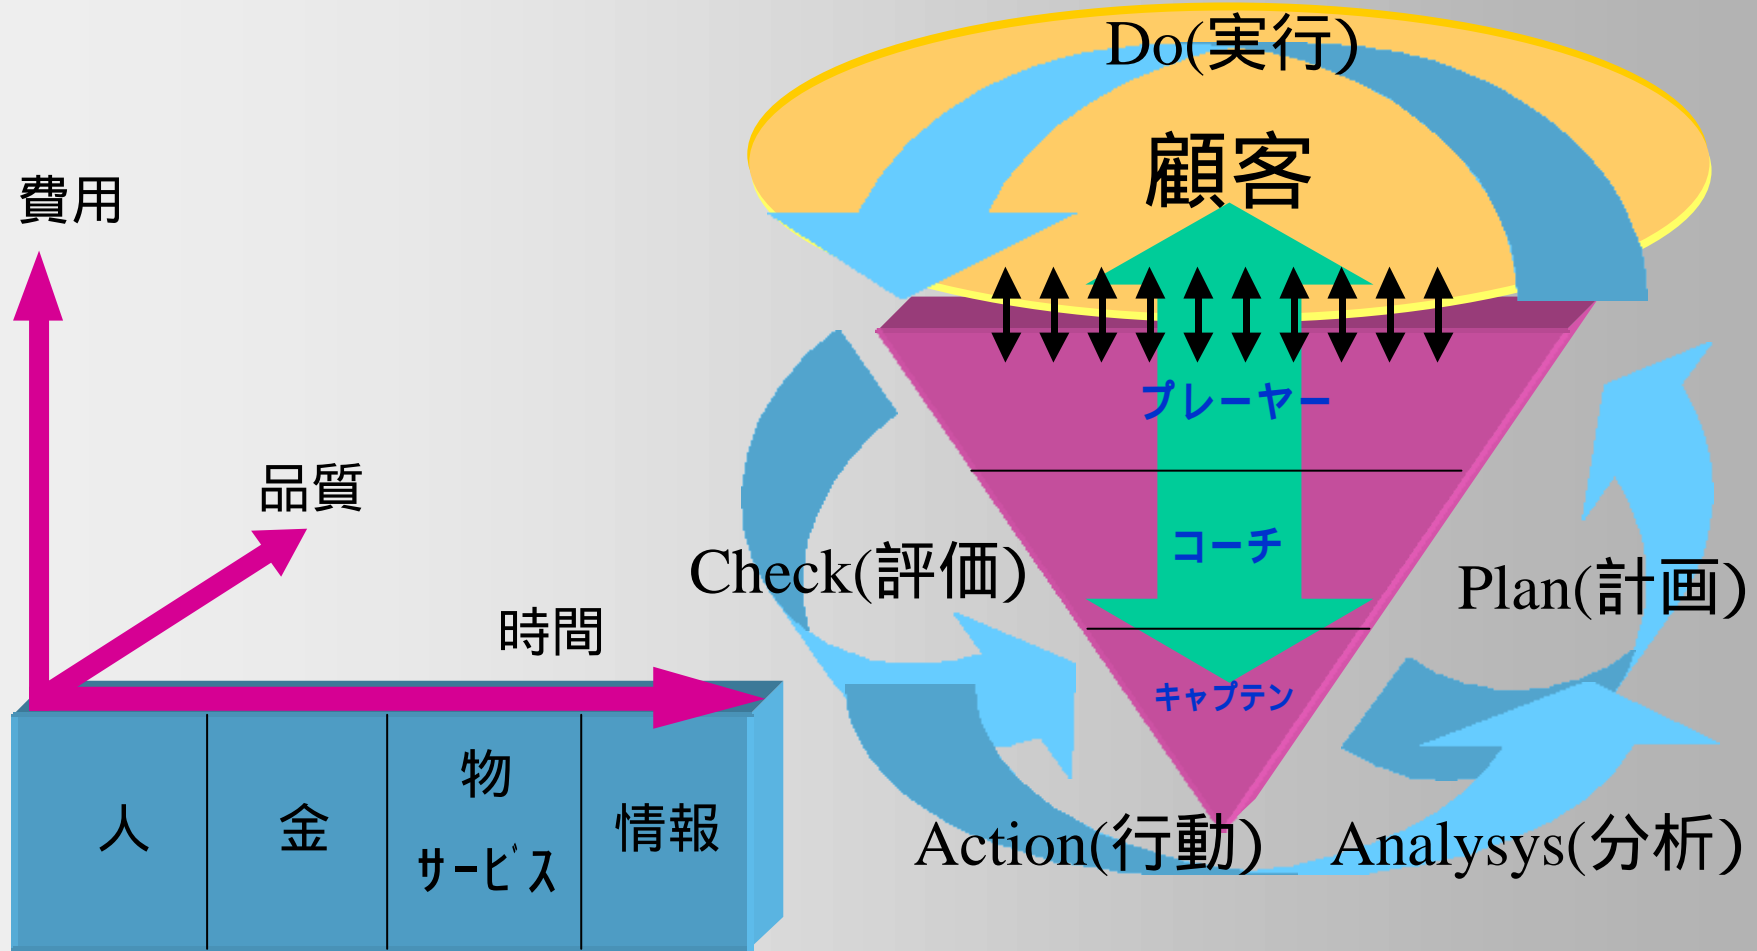 Do(実行)
顧客
費用
プレーヤー
品質
コーチ
Check(評価)
Plan(計画)
時間
キャプテン
人
金
物
ｻｰﾋﾞｽ
情報
Action(行動)
Analysys(分析)